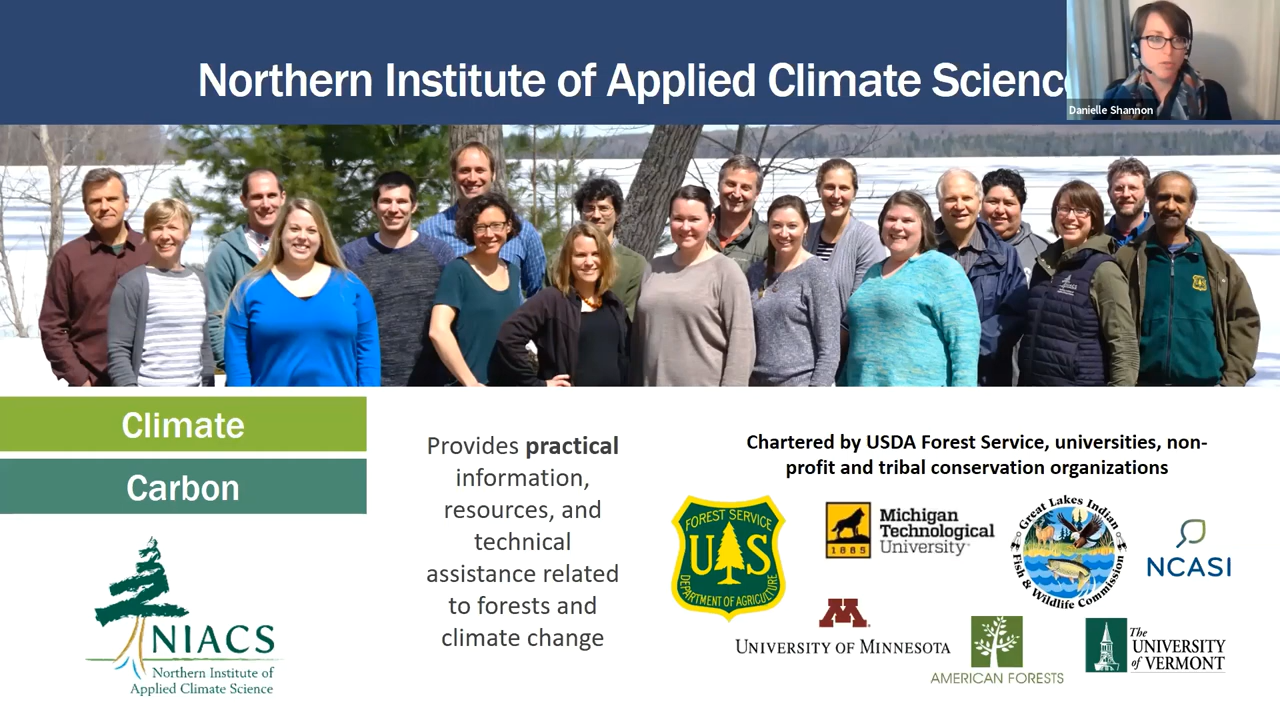 Northern Institute of Applied Climate Scienc
Danielle Shannon
Climate
Carbon
Provides practical
information,
resources, and
technical
assistance related
to forests and
climate change
Chartered by USDA Forest Service, universities, non-
profit and tribal conservation organizations
FOREST SERVICE
US
DEPARTMENT OF AGRICULTURE
Michigan
Technological
University
1885
Great Lakes Indian
Fish & Wildlife Commission
NCASI
M
UNIVERSITY OF MINNESOTA
AMERICAN FORESTS
The
UNIVERSITY
of VERMONT
NIACS
Northern Institute of
Applied Climate Science